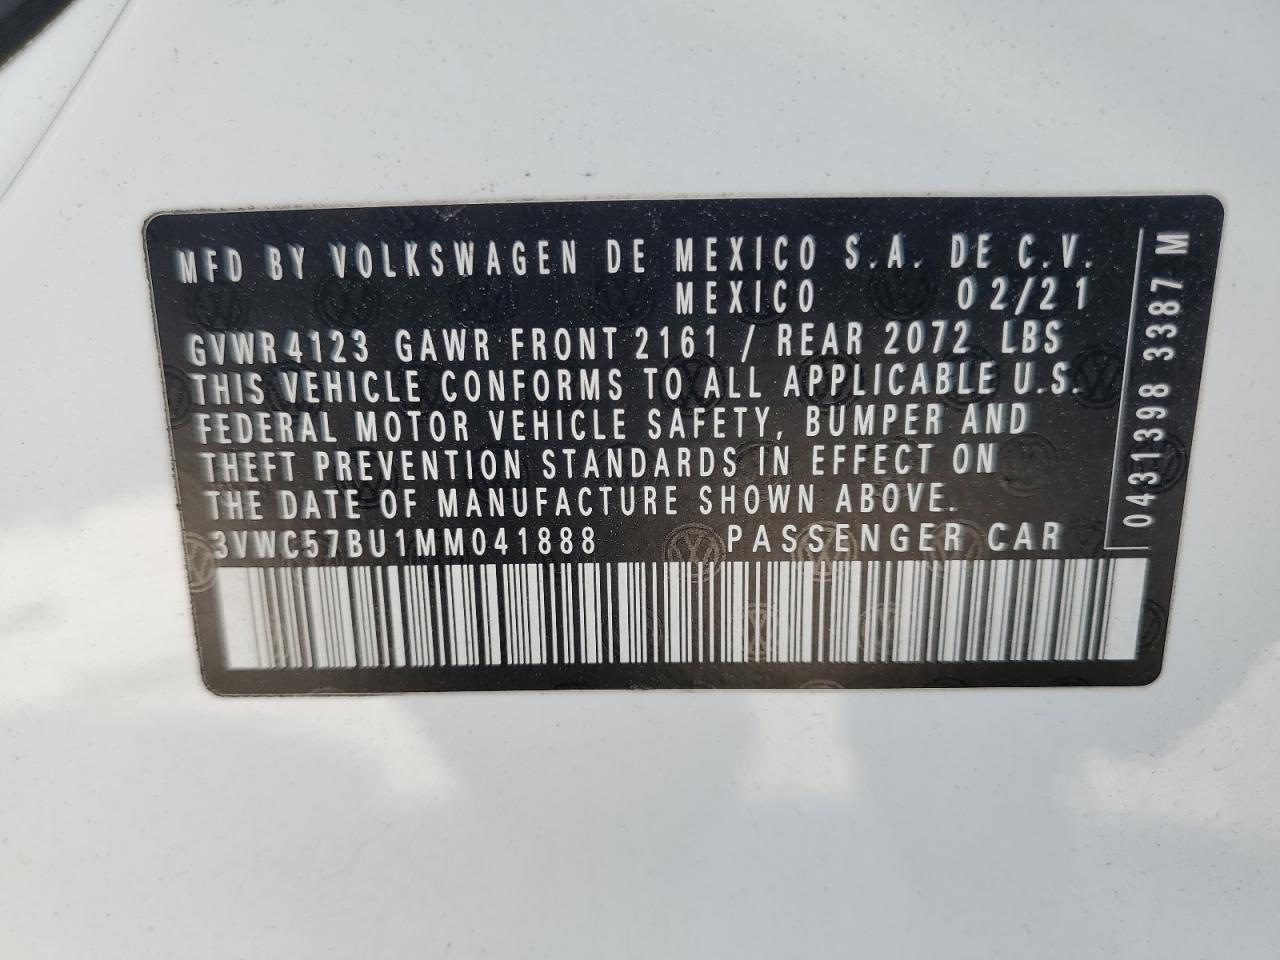 MFD BY VOLKSWAGEN DE MEXICO S.A. DE C.V.
MEXICO 02/21
GVWR 4123 GAWR FRONT 2161 / REAR 2072 LBS
THIS VEHICLE CONFORMS TO ALL APPLICABLE U.S.
FEDERAL MOTOR VEHICLE SAFETY, BUMPER AND
THEFT PREVENTION STANDARDS IN EFFECT ON
THE DATE OF MANUFACTURE SHOWN ABOVE.
3VWC57BU1MM041888 PASSENGER CAR
0431398 3387 M